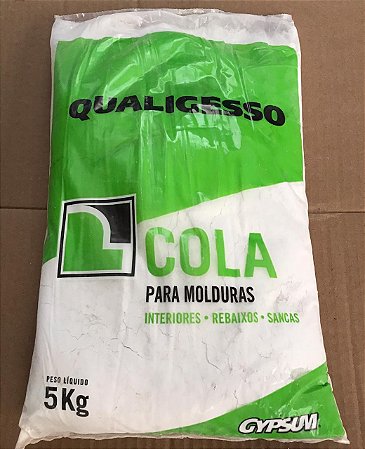 QUALIGESSO
COLA
PARA MOLDURAS
INTERIORES • REBAIXOS • SANCAS
PESO LÍQUIDO
5Kg
GYPSUM